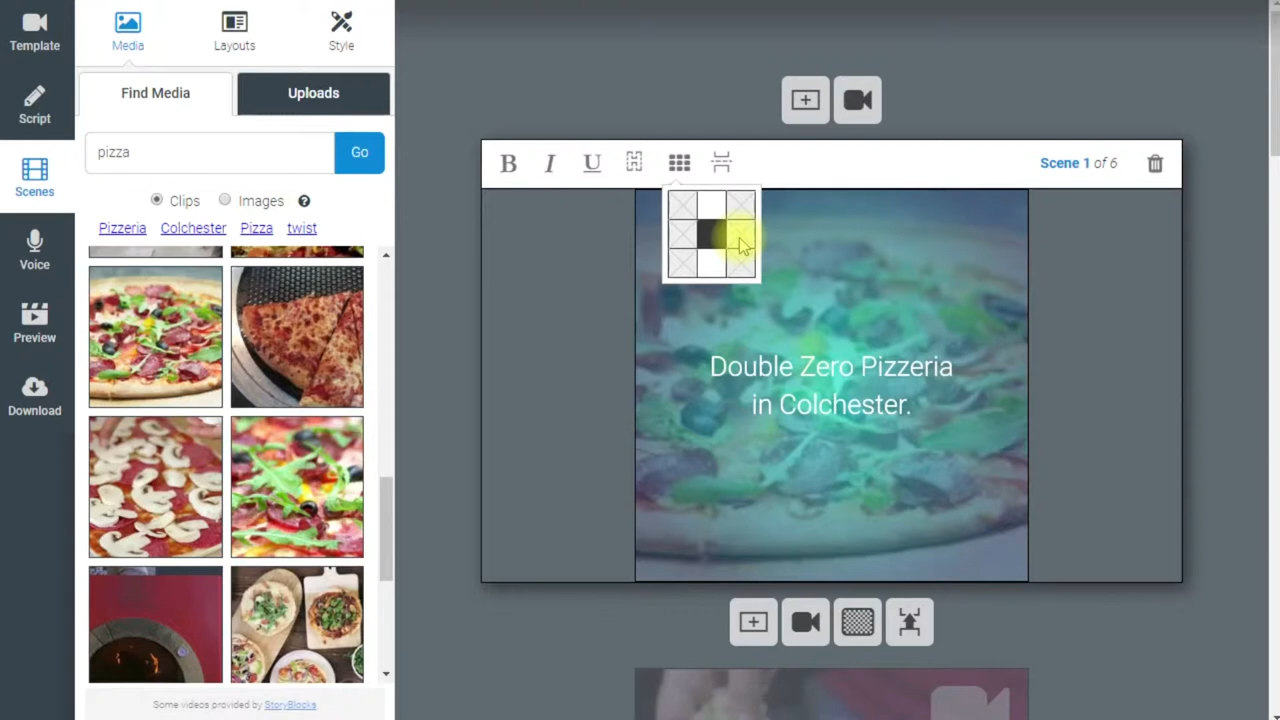 Template
Script
Scenes
Voice
Preview
Download
Media
Layouts
Style
Find Media
Uploads
pizza
Go
Clips
Images
?
Pizzeria
Colchester
Pizza
twist
Some videos provided by StoryBlocks
B I U H
Scene 1 of 6
Double Zero Pizzeria
in Colchester.